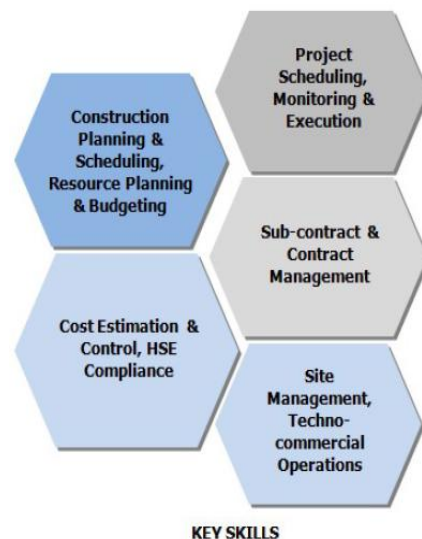 Project
Scheduling,
Monitoring &
Execution
Construction
Planning &
Scheduling,
Resource Planning
& Budgeting
Sub-contract &
Contract
Management
Cost Estimation &
Control, HSE
Compliance
Site
Management,
Techno-
commercial
Operations
KEY SKILLS